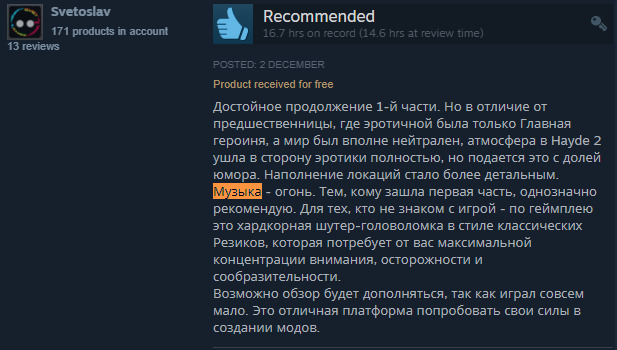 Svetoslav
171 products in account
13 reviews
Recommended
16.7 hrs on record (14.6 hrs at review time)
POSTED: 2 DECEMBER
Product received for free
Достойное продолжение 1-й части. Но в отличие от
предшественницы, где эротичной была только Главная
героиня, а мир был вполне нейтрален, атмосфера в Hayde 2
ушла в сторону эротики полностью, но подается это с долей
юмора. Наполнение локаций стало более детальным.
Музыка - огонь. Тем, кому зашла первая часть, однозначно
рекомендую. Для тех, кто не знаком с игрой - по геймплею
это хардкорная шутер-головоломка в стиле классических
Резиков, которая потребует от вас максимальной
концентрации внимания, осторожности и
сообразительности.
Возможно обзор будет дополняться, так как играл совсем
мало. Это отличная платформа попробовать свои силы в
создании модов.